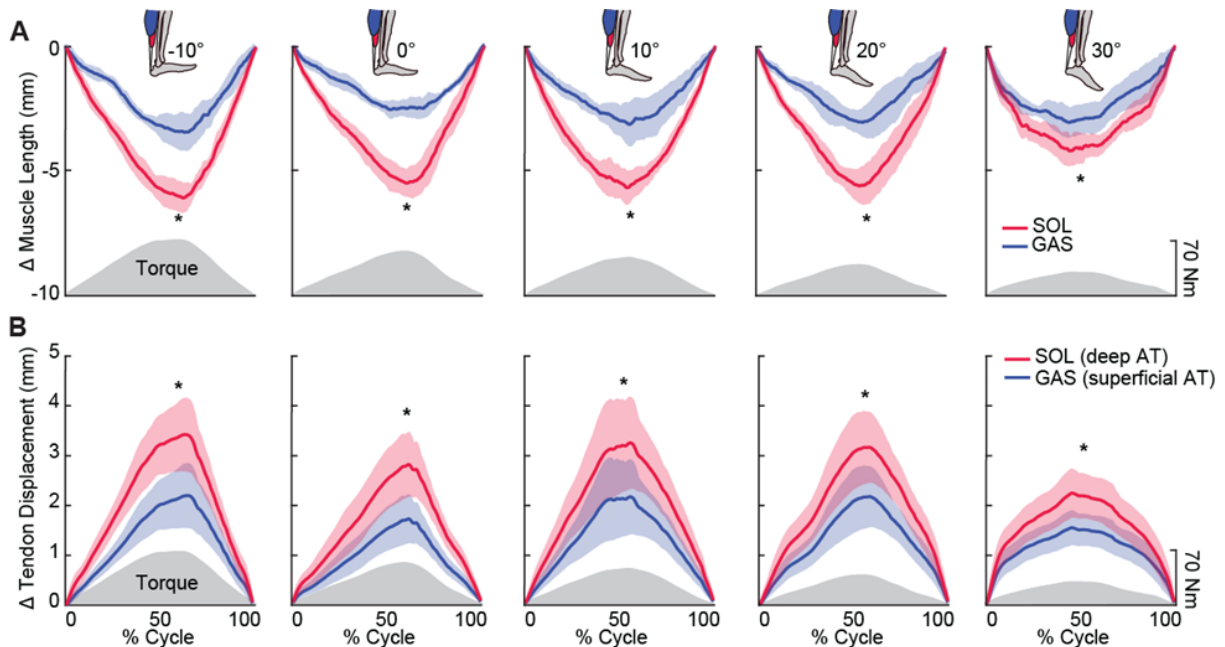 A
-10°
0°
10°
20°
30°
Δ Muscle Length (mm)
0
-5
-10
*
*
*
*
*
Torque
SOL
GAS
70 Nm
B
Δ Tendon Displacement (mm)
5
4
3
2
1
0
*
*
*
*
*
SOL (deep AT)
GAS (superficial AT)
Torque
70 Nm
0 50 100
0 50 100
0 50 100
0 50 100
0 50 100
% Cycle
% Cycle
% Cycle
% Cycle
% Cycle